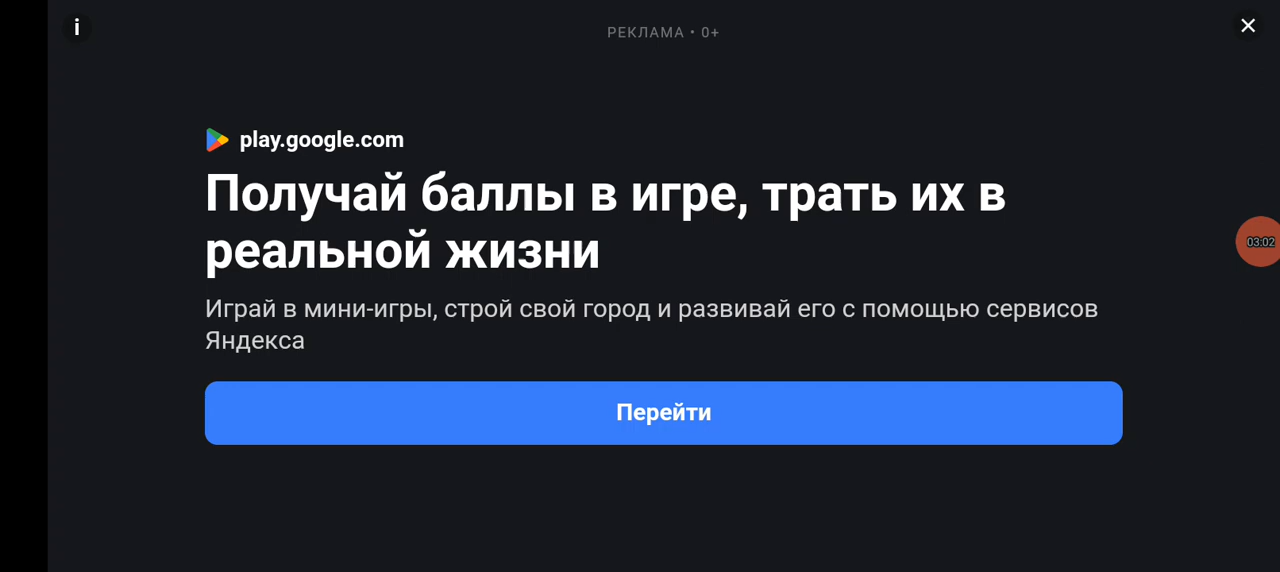 i
РЕКЛАМА • 0+
play.google.com
Получай баллы в игре, трать их в
реальной жизни
03:02
Играй в мини-игры, строй свой город и развивай его с помощью сервисов
Яндекса
Перейти